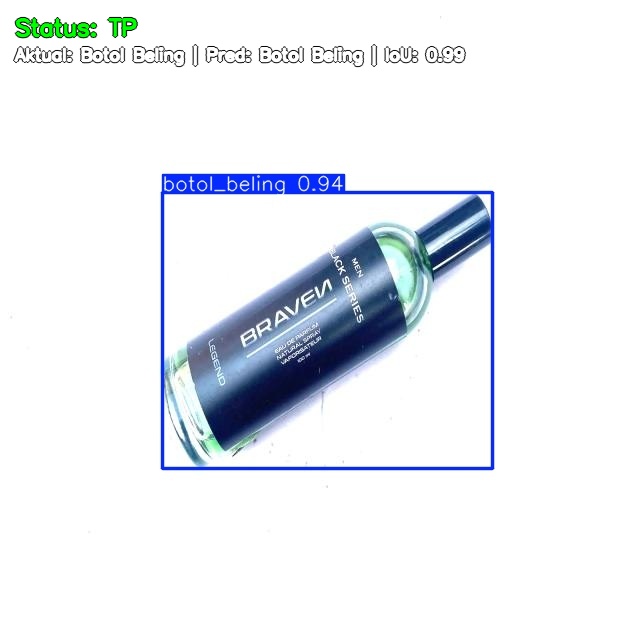 Status: TP
Aktual: Botol Beling | Pred: Botol Beling | IoU: 0.99
botol_beling 0.94
MEN
BLACK SERIES
BRAVEN
EAU DE PARFUM
NATURAL SPRAY
VAPORISATEUR
LEGEND